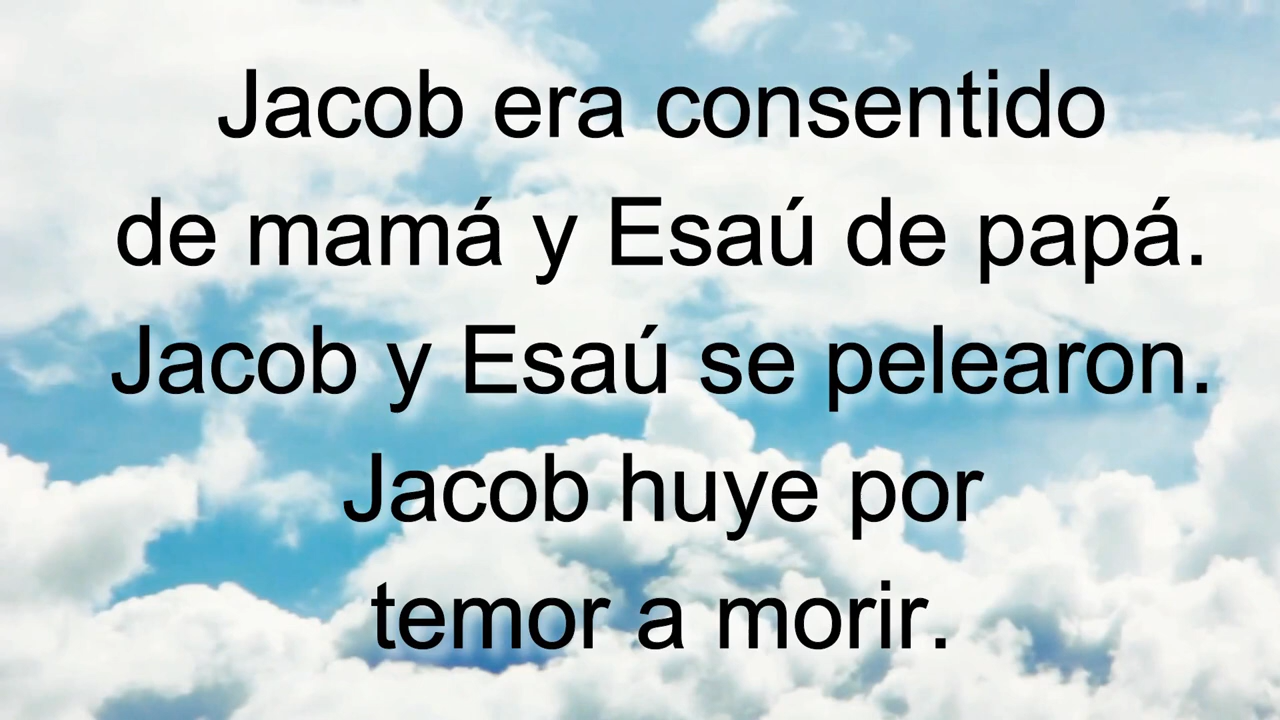 Jacob era consentido
de mamá y Esaú de papá.
Jacob y Esaú se pelearon.
Jacob huye por
temor a morir.